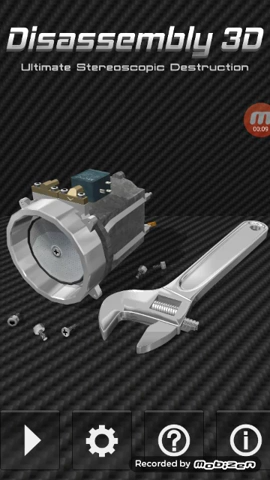 Disassembly 3D
Ultimate Stereoscopic Destruction
03:09
Recorded by Mobizen